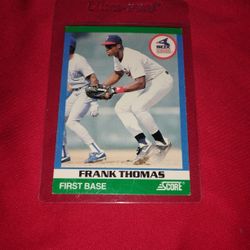 FRANK THOMAS
FIRST BASE
SCORE